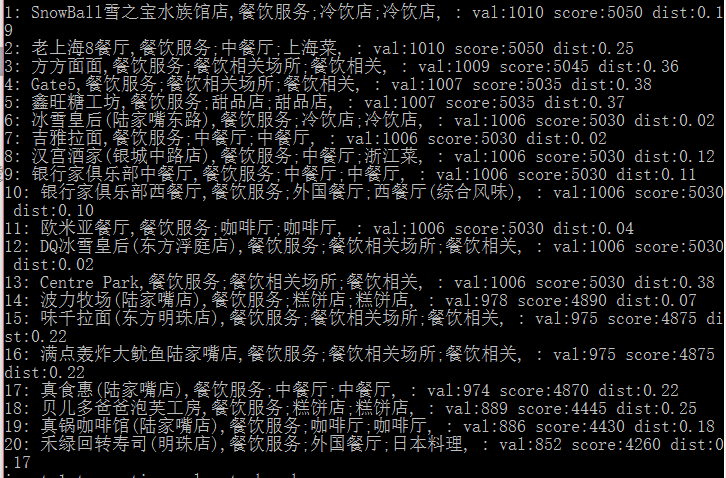 1: SnowBall雪之宝水族馆店,餐饮服务;冷饮店;冷饮店, : val:1010 score:5050 dist:0.1
9
2: 老上海8餐厅,餐饮服务;中餐厅;上海菜, : val:1010 score:5050 dist:0.25
3: 方方面面,餐饮服务;餐饮相关场所;餐饮相关, : val:1009 score:5045 dist:0.36
4: Gate5,餐饮服务;餐饮相关场所;餐饮相关, : val:1007 score:5035 dist:0.38
5: 鑫旺糖工坊,餐饮服务;甜品店;甜品店, : val:1007 score:5035 dist:0.37
6: 冰雪皇后(陆家嘴东路),餐饮服务;冷饮店;冷饮店, : val:1006 score:5030 dist:0.02
7: 吉雅拉面,餐饮服务;中餐厅;中餐厅, : val:1006 score:5030 dist:0.02
8: 汉宫酒家(银城中路店),餐饮服务;中餐厅;浙江菜, : val:1006 score:5030 dist:0.12
9: 银行家俱乐部中餐厅,餐饮服务;中餐厅;中餐厅, : val:1006 score:5030 dist:0.11
10: 银行家俱乐部西餐厅,餐饮服务;外国餐厅;西餐厅(综合风味), : val:1006 score:5030
dist:0.10
11: 欧米亚餐厅,餐饮服务;咖啡厅;咖啡厅, : val:1006 score:5030 dist:0.04
12: DQ冰雪皇后(东方浮庭店),餐饮服务;餐饮相关场所;餐饮相关, : val:1006 score:5030
dist:0.02
13: Centre Park,餐饮服务;餐饮相关场所;餐饮相关, : val:1006 score:5030 dist:0.38
14: 波力牧场(陆家嘴店),餐饮服务;糕饼店;糕饼店, : val:978 score:4890 dist:0.07
15: 味千拉面(东方明珠店),餐饮服务;餐饮相关场所;餐饮相关, : val:975 score:4875 di
st:0.22
16: 满点轰炸大鱿鱼陆家嘴店,餐饮服务;餐饮相关场所;餐饮相关, : val:975 score:4875
dist:0.22
17: 真食惠(陆家嘴店),餐饮服务;中餐厅;中餐厅, : val:974 score:4870 dist:0.22
18: 贝儿多爸爸泡芙工房,餐饮服务;糕饼店;糕饼店, : val:889 score:4445 dist:0.25
19: 真锅咖啡馆(陆家嘴店),餐饮服务;咖啡厅;咖啡厅, : val:886 score:4430 dist:0.18
20: 禾绿回转寿司(明珠店),餐饮服务;外国餐厅;日本料理, : val:852 score:4260 dist:0
.17